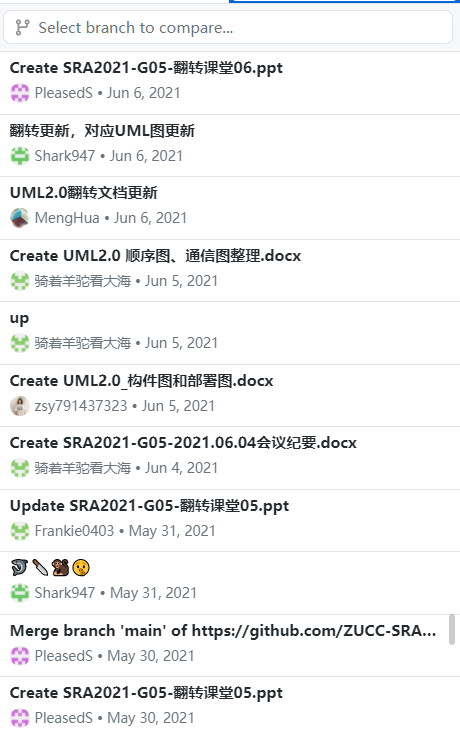 Select branch to compare...
Create SRA2021-G05-翻转课堂06.ppt
PleasedS • Jun 6, 2021
翻转更新，对应UML图更新
Shark947 • Jun 6, 2021
UML2.0翻转文档更新
MengHua • Jun 6, 2021
Create UML2.0 顺序图、通信图整理.docx
骑着羊驼看大海 • Jun 5, 2021
up
骑着羊驼看大海 • Jun 5, 2021
Create UML2.0_构件图和部署图.docx
zsy791437323 • Jun 5, 2021
Create SRA2021-G05-2021.06.04会议纪要.docx
骑着羊驼看大海 • Jun 4, 2021
Update SRA2021-G05-翻转课堂05.ppt
Frankie0403 • May 31, 2021
Shark947 • May 31, 2021
Merge branch 'main' of https://github.com/ZUCC-SRA...
PleasedS • May 30, 2021
Create SRA2021-G05-翻转课堂05.ppt
PleasedS • May 30, 2021